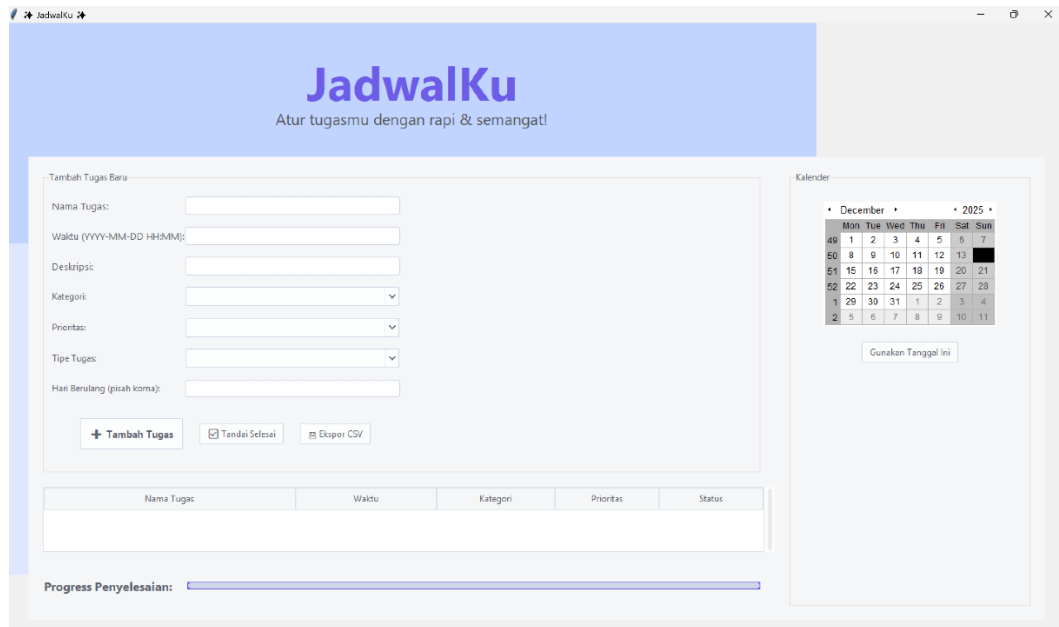 ✨ JadwalKu ✨
JadwalKu
Atur tugasmu dengan rapi & semangat!
Tambah Tugas Baru
Nama Tugas:
Waktu (YYYY-MM-DD HH:MM):
Deskripsi:
Kategori:
Prioritas:
Tipe Tugas:
Hari Berulang (pisah koma):
+ Tambah Tugas
Tandai Selesai
Ekspor CSV
Nama Tugas Waktu Kategori Prioritas Status
Progress Penyelesaian:
Kalender
December 2025
Mon Tue Wed Thu Fri Sat Sun
49 1 2 3 4 5 6 7
50 8 9 10 11 12 13
51 15 16 17 18 19 20 21
52 22 23 24 25 26 27 28
1 29 30 31 1 2 3 4
2 5 6 7 8 9 10 11
Gunakan Tanggal Ini